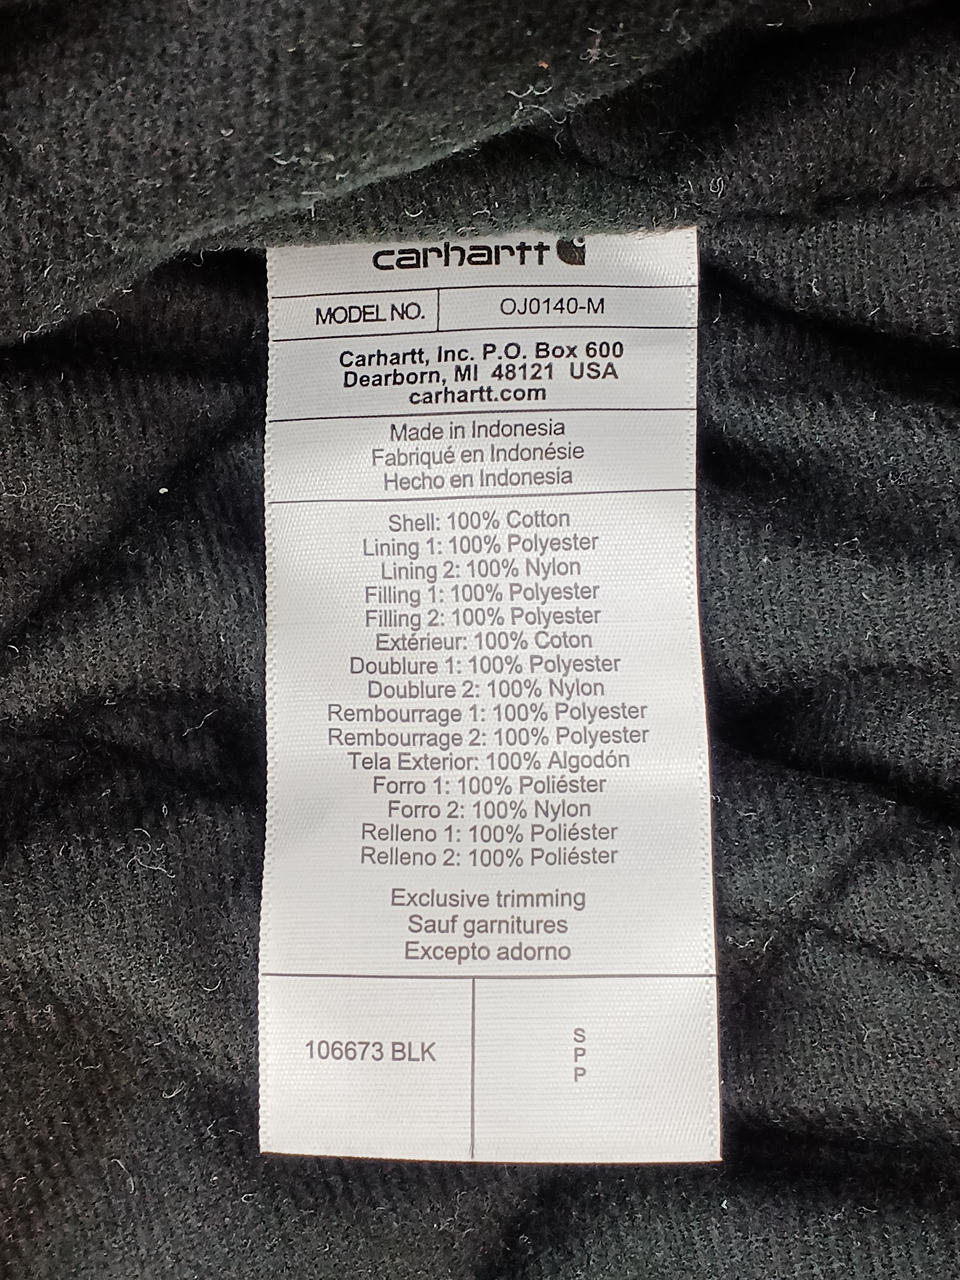 carhartt
MODEL NO. OJ0140-M
Carhartt, Inc. P.O. Box 600
Dearborn, MI 48121 USA
carhartt.com
Made in Indonesia
Fabriqué en Indonésie
Hecho en Indonesia
Shell: 100% Cotton
Lining 1: 100% Polyester
Lining 2: 100% Nylon
Filling 1: 100% Polyester
Filling 2: 100% Polyester
Extérieur: 100% Coton
Doublure 1: 100% Polyester
Doublure 2: 100% Nylon
Rembourrage 1: 100% Polyester
Rembourrage 2: 100% Polyester
Tela Exterior: 100% Algodón
Forro 1: 100% Poliéster
Forro 2: 100% Nylon
Relleno 1: 100% Poliéster
Relleno 2: 100% Poliéster
Exclusive trimming
Sauf garnitures
Excepto adorno
106673 BLK
S
P
P